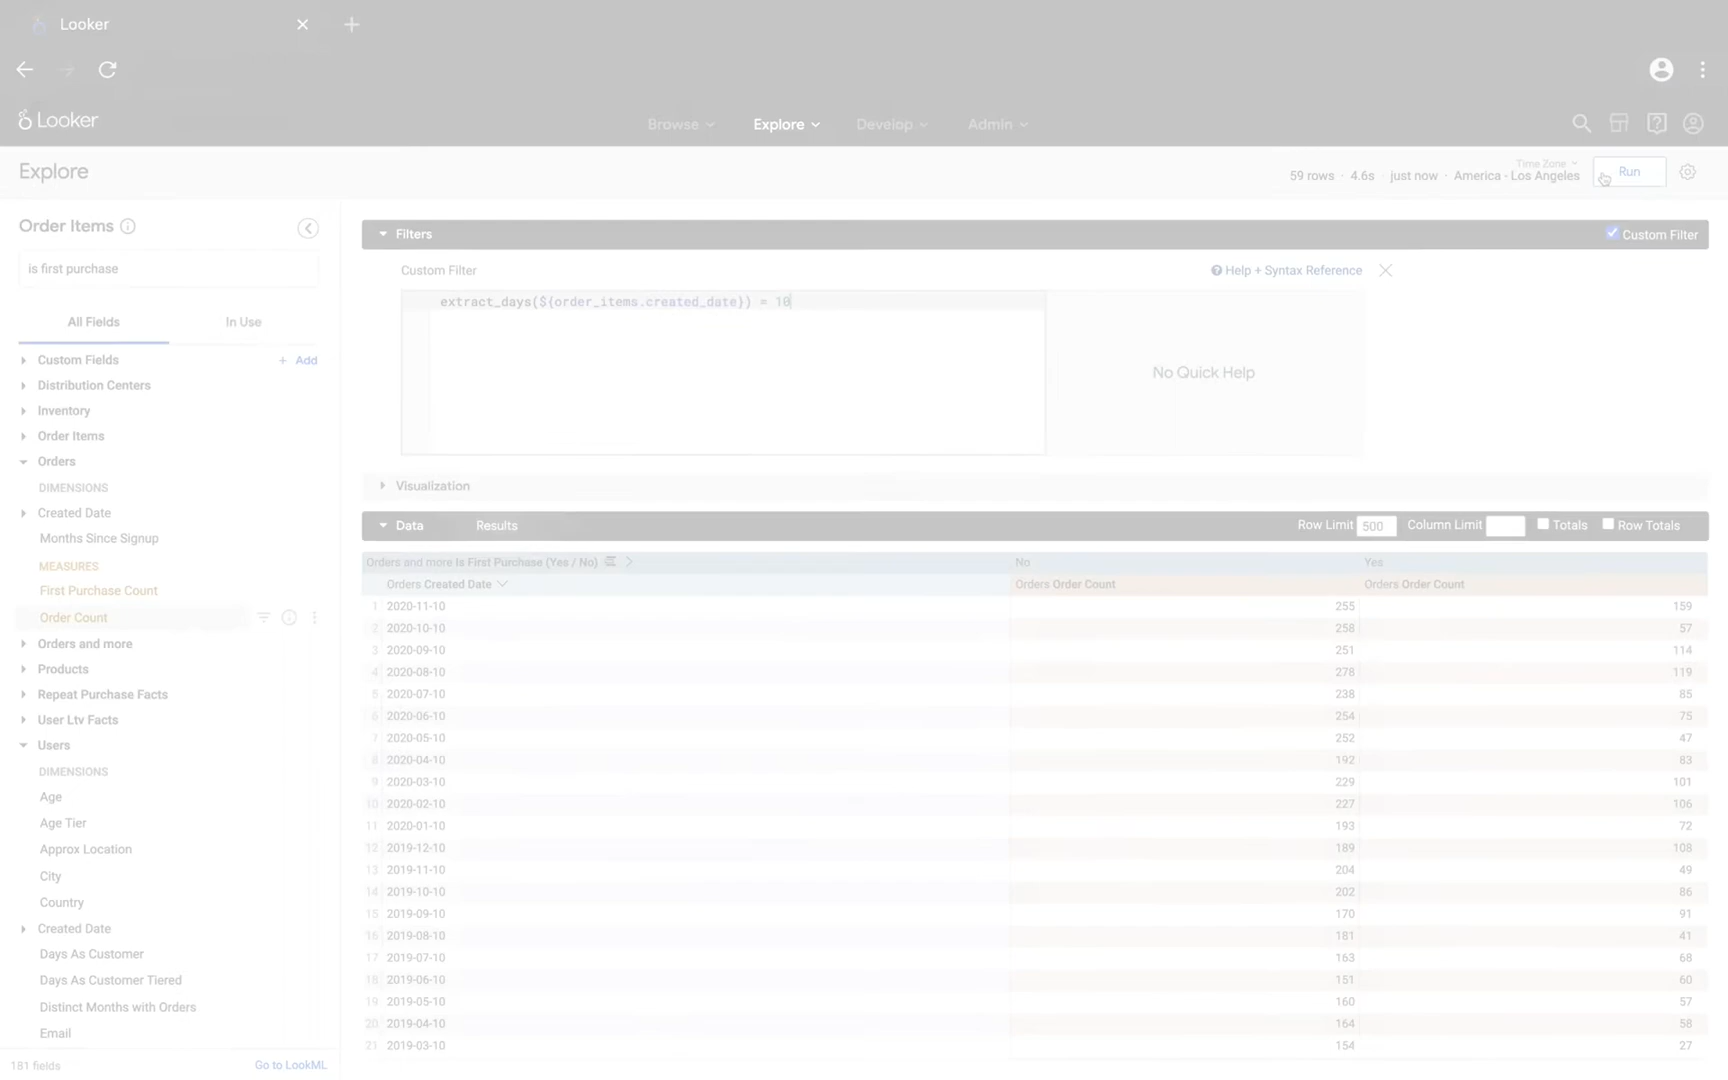 Looker
Looker
Browse Explore Develop Admin
Explore
Time Zone
59 rows · 4.6s · just now · America - Los Angeles Run
Order Items
is first purchase
All Fields In Use
Custom Fields + Add
Distribution Centers
Inventory
Order Items
Orders
DIMENSIONS
Created Date
Months Since Signup
MEASURES
First Purchase Count
Order Count
Orders and more
Products
Repeat Purchase Facts
User Ltv Facts
Users
DIMENSIONS
Age
Age Tier
Approx Location
City
Country
Created Date
Days As Customer
Days As Customer Tiered
Distinct Months with Orders
Email
181 fields Go to LookML
Filters Custom Filter
Custom Filter Help + Syntax Reference
extract_days(${order_items.created_date}) = 10
No Quick Help
Visualization
Data Results Row Limit 500 Column Limit Totals Row Totals
Orders and more Is First Purchase (Yes / No) No Yes
Orders Created Date Orders Order Count Orders Order Count
1 2020-11-10 255 159
2 2020-10-10 258 57
3 2020-09-10 251 114
4 2020-08-10 278 119
5 2020-07-10 238 85
6 2020-06-10 254 75
7 2020-05-10 252 47
8 2020-04-10 192 83
9 2020-03-10 229 101
10 2020-02-10 227 106
11 2020-01-10 193 72
12 2019-12-10 189 108
13 2019-11-10 204 49
14 2019-10-10 202 86
15 2019-09-10 170 91
16 2019-08-10 181 41
17 2019-07-10 163 68
18 2019-06-10 151 60
19 2019-05-10 160 57
20 2019-04-10 164 58
21 2019-03-10 154 27